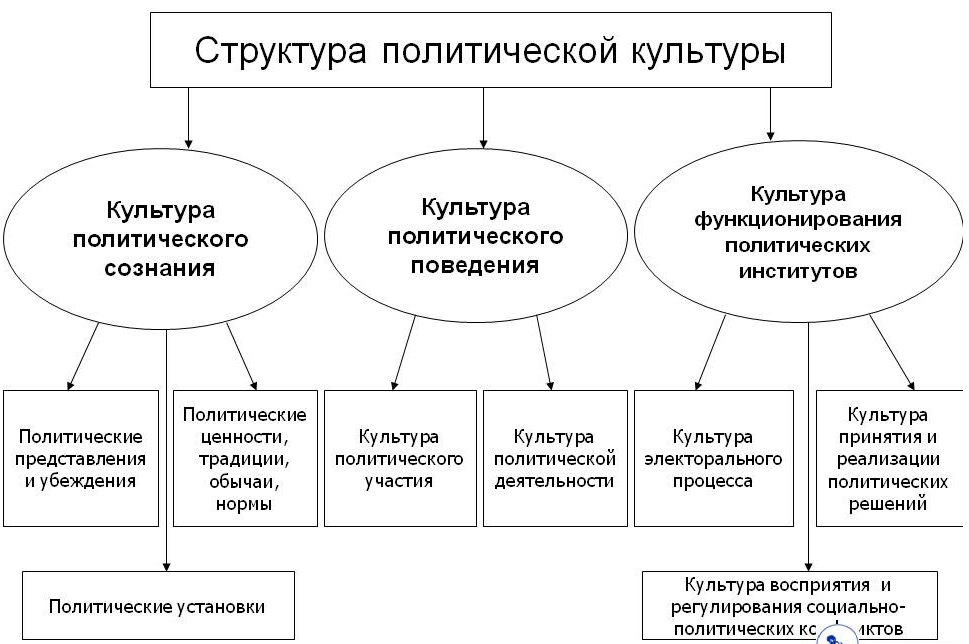 Структура политической культуры
Культура
политического
сознания
Культура
политического
поведения
Культура
функционирования
политических
институтов
Политические
представления
и убеждения
Политические
ценности,
традиции,
обычаи,
нормы
Культура
политического
участия
Культура
политической
деятельности
Культура
электорального
процесса
Культура
принятия и
реализации
политических
решений
Политические установки
Культура восприятия и
регулирования социально-
политических